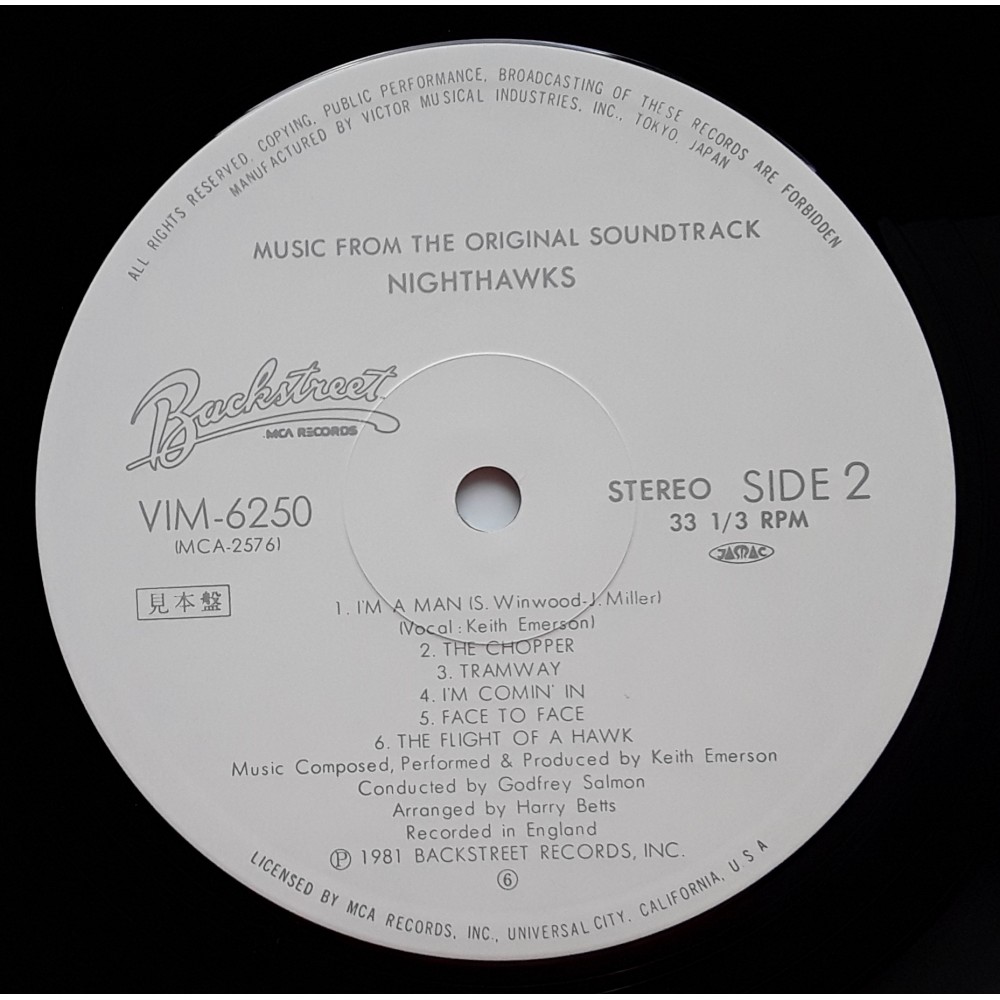 ALL RIGHTS RESERVED, COPYING, PUBLIC PERFORMANCE, BROADCASTING OF THESE RECORDS ARE FORBIDDEN
MANUFACTURED BY VICTOR MUSICAL INDUSTRIES, INC., TOKYO, JAPAN
MUSIC FROM THE ORIGINAL SOUNDTRACK
NIGHTHAWKS
Backstreet
MCA RECORDS
VIM-6250
(MCA-2576)
見本盤
STEREO SIDE 2
33 1/3 RPM
JASRAC
1. I'M A MAN (S. Winwood-J. Miller)
(Vocal : Keith Emerson)
2. THE CHOPPER
3. TRAMWAY
4. I'M COMIN' IN
5. FACE TO FACE
6. THE FLIGHT OF A HAWK
Music Composed, Performed & Produced by Keith Emerson
Conducted by Godfrey Salmon
Arranged by Harry Betts
Recorded in England
Ⓟ 1981 BACKSTREET RECORDS, INC.
⑥
LICENSED BY MCA RECORDS, INC., UNIVERSAL CITY, CALIFORNIA, U.S A